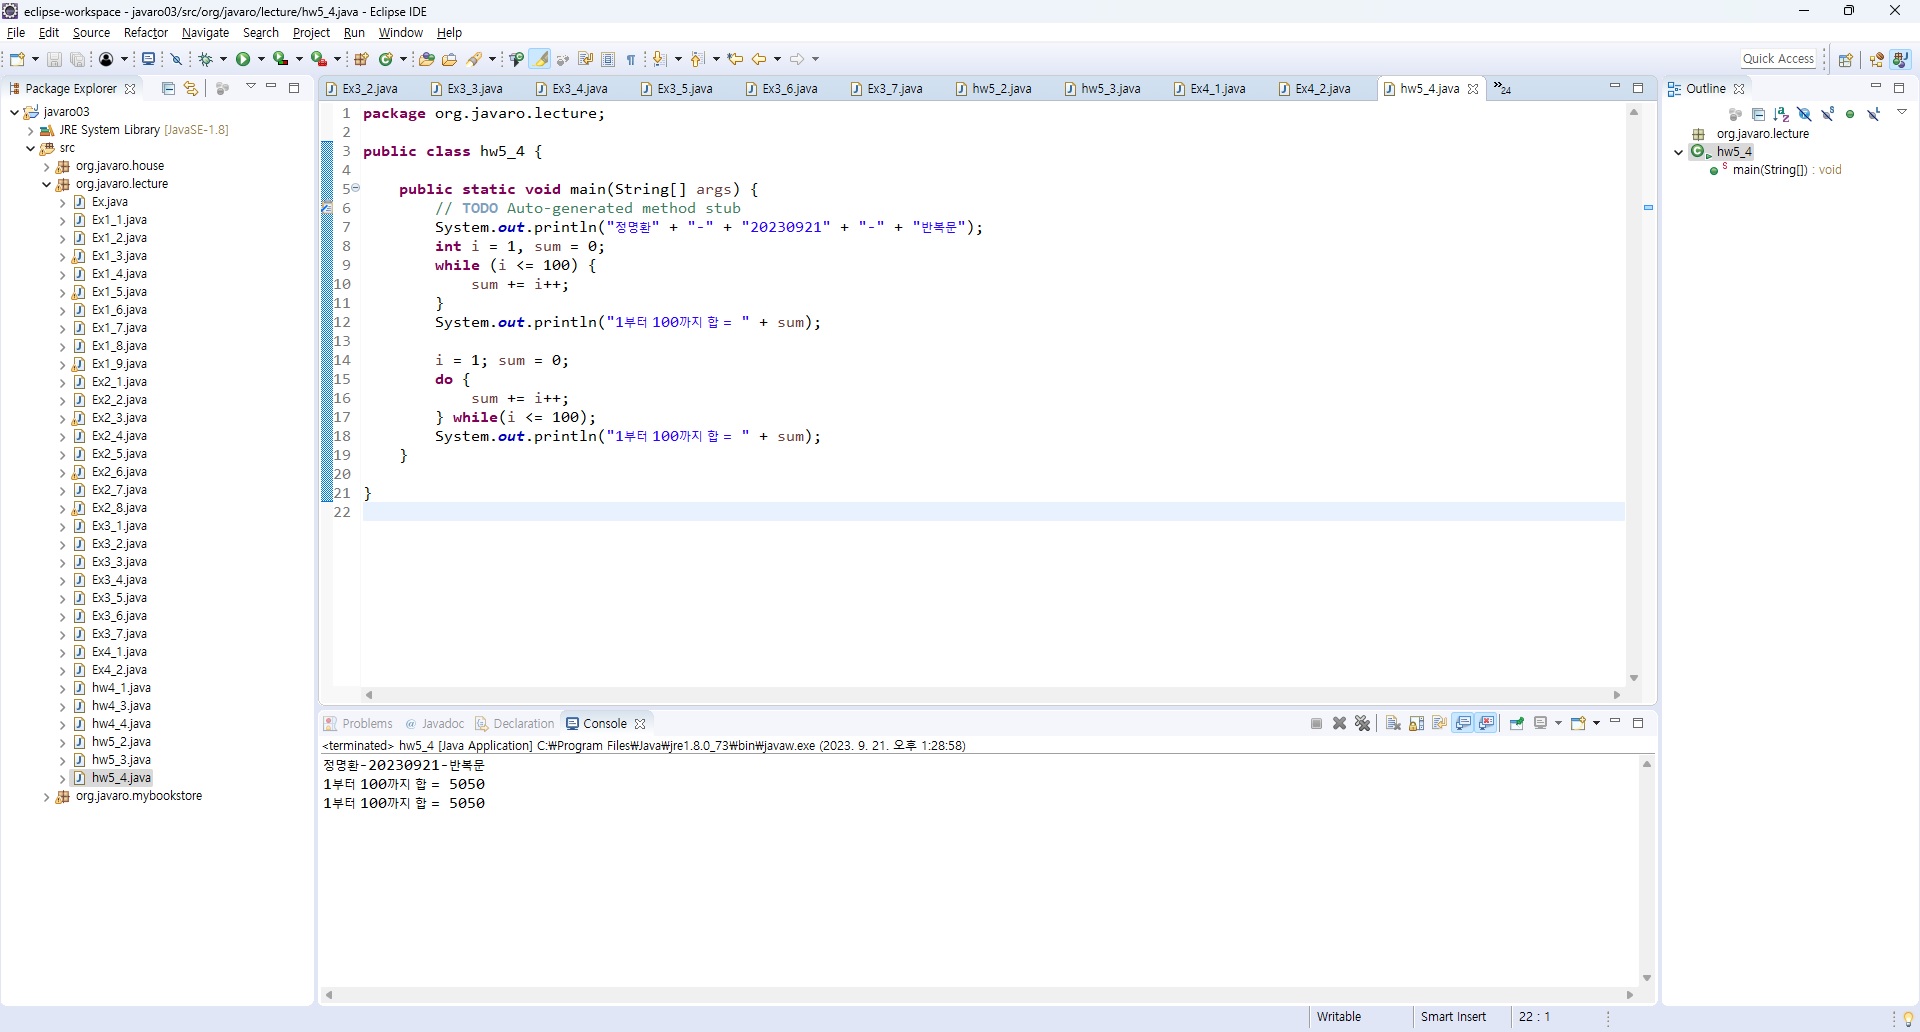 eclipse-workspace - javaro03/src/org/javaro/lecture/hw5_4.java - Eclipse IDE
File Edit Source Refactor Navigate Search Project Run Window Help
Quick Access
Package Explorer
javaro03
JRE System Library [JavaSE-1.8]
src
org.javaro.house
org.javaro.lecture
Ex.java
Ex1_1.java
Ex1_2.java
Ex1_3.java
Ex1_4.java
Ex1_5.java
Ex1_6.java
Ex1_7.java
Ex1_8.java
Ex1_9.java
Ex2_1.java
Ex2_2.java
Ex2_3.java
Ex2_4.java
Ex2_5.java
Ex2_6.java
Ex2_7.java
Ex2_8.java
Ex3_1.java
Ex3_2.java
Ex3_3.java
Ex3_4.java
Ex3_5.java
Ex3_6.java
Ex3_7.java
Ex4_1.java
Ex4_2.java
hw4_1.java
hw4_3.java
hw4_4.java
hw5_2.java
hw5_3.java
hw5_4.java
org.javaro.mybookstore
Ex3_2.java Ex3_3.java Ex3_4.java Ex3_5.java Ex3_6.java Ex3_7.java hw5_2.java hw5_3.java Ex4_1.java Ex4_2.java hw5_4.java »24
1 package org.javaro.lecture;
2
3 public class hw5_4 {
4
5 public static void main(String[] args) {
6 // TODO Auto-generated method stub
7 System.out.println("정명환" + "-" + "20230921" + "-" + "반복문");
8 int i = 1, sum = 0;
9 while (i <= 100) {
10 sum += i++;
11 }
12 System.out.println("1부터 100까지 합 = " + sum);
13
14 i = 1; sum = 0;
15 do {
16 sum += i++;
17 } while(i <= 100);
18 System.out.println("1부터 100까지 합 = " + sum);
19 }
20
21 }
22
Problems Javadoc Declaration Console
<terminated> hw5_4 [Java Application] C:₩Program Files₩Java₩jre1.8.0_73₩bin₩javaw.exe (2023. 9. 21. 오후 1:28:58)
정명환-20230921-반복문
1부터 100까지 합 = 5050
1부터 100까지 합 = 5050
Outline
org.javaro.lecture
hw5_4
main(String[]) : void
Writable Smart Insert 22 : 1